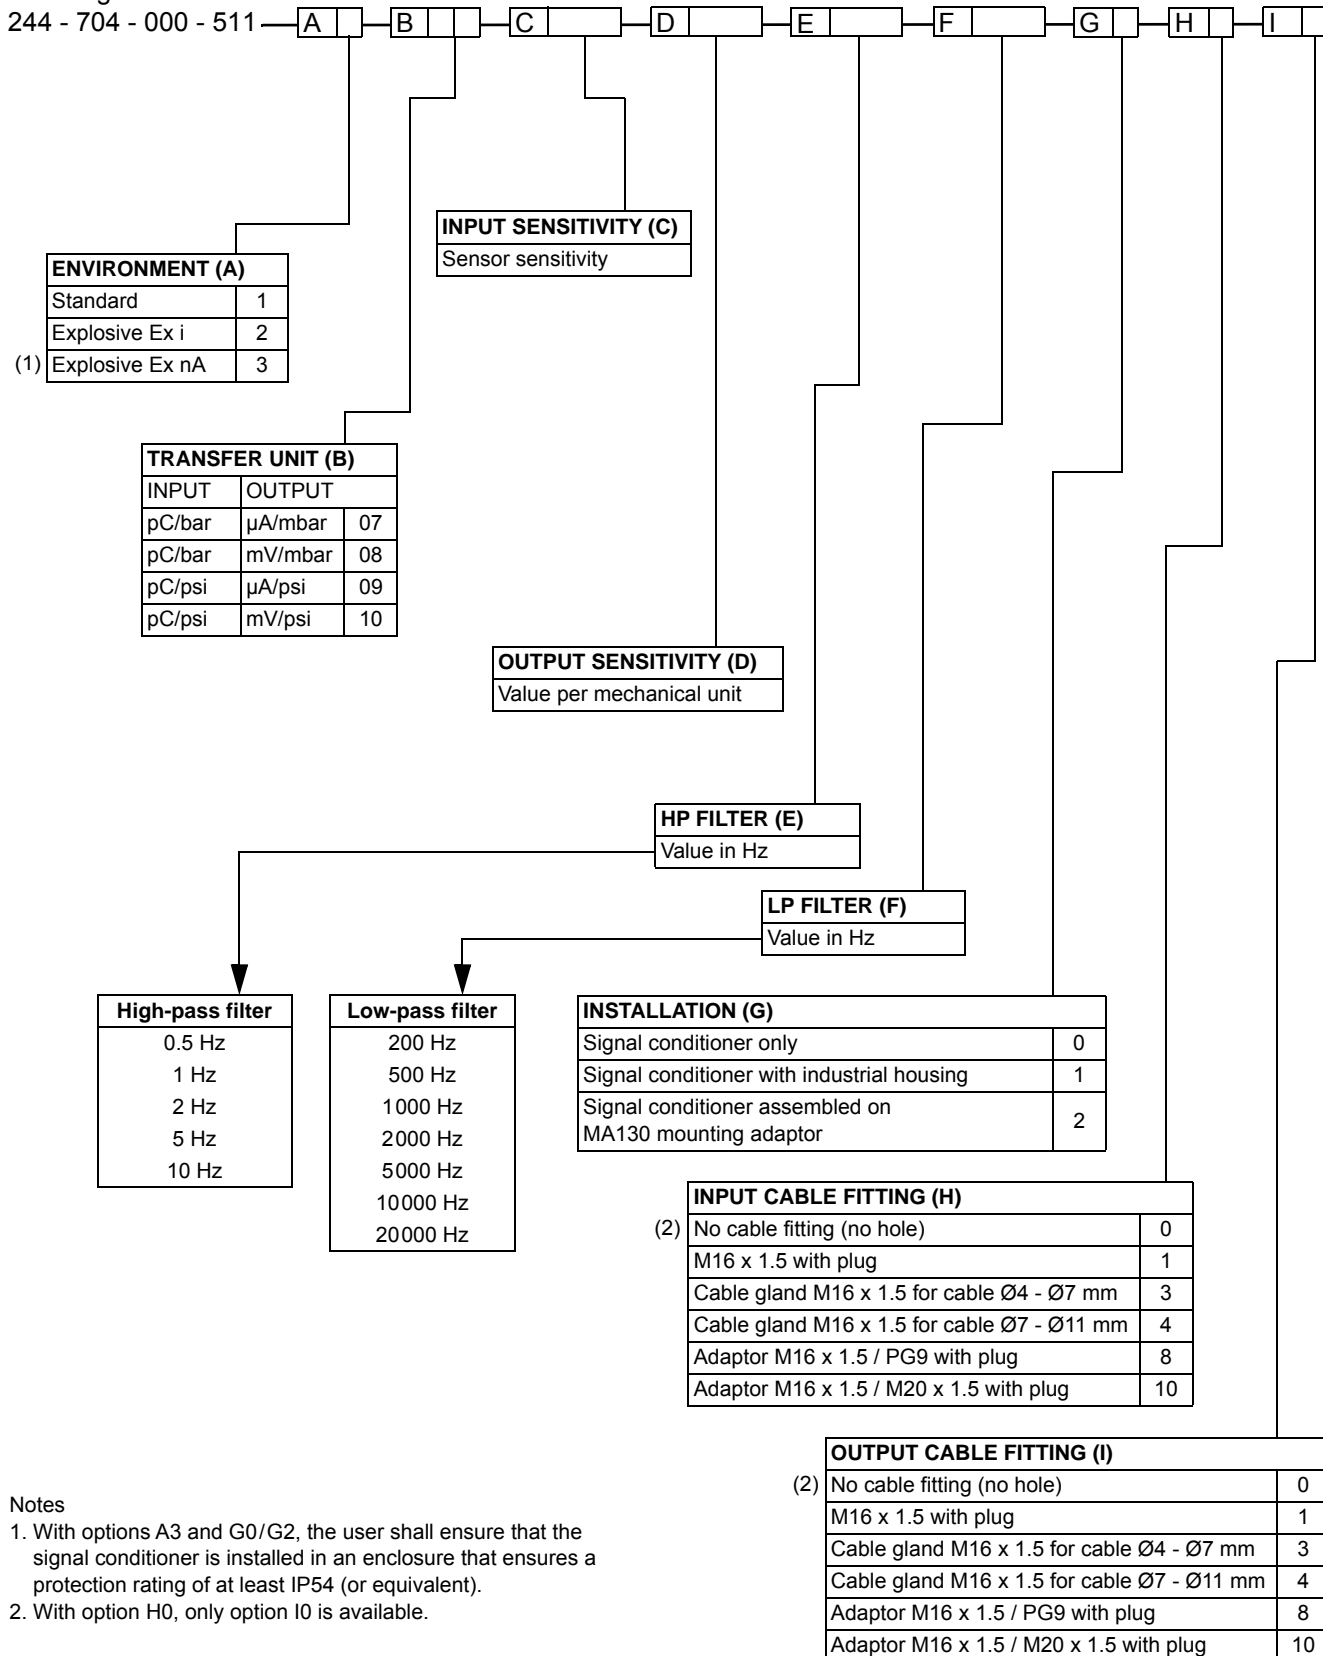 244 - 704 - 000 - 511 A B C D E F G H I
INPUT SENSITIVITY (C)
Sensor sensitivity
ENVIRONMENT (A)
Standard 1
Explosive Ex i 2
(1) Explosive Ex nA 3
TRANSFER UNIT (B)
INPUT OUTPUT
pC/bar µA/mbar 07
pC/bar mV/mbar 08
pC/psi µA/psi 09
pC/psi mV/psi 10
OUTPUT SENSITIVITY (D)
Value per mechanical unit
HP FILTER (E)
Value in Hz
LP FILTER (F)
Value in Hz
High-pass filter
0.5 Hz
1 Hz
2 Hz
5 Hz
10 Hz
Low-pass filter
200 Hz
500 Hz
1000 Hz
2000 Hz
5000 Hz
10000 Hz
20000 Hz
INSTALLATION (G)
Signal conditioner only 0
Signal conditioner with industrial housing 1
Signal conditioner assembled on
MA130 mounting adaptor 2
INPUT CABLE FITTING (H)
(2) No cable fitting (no hole) 0
M16 x 1.5 with plug 1
Cable gland M16 x 1.5 for cable Ø4 - Ø7 mm 3
Cable gland M16 x 1.5 for cable Ø7 - Ø11 mm 4
Adaptor M16 x 1.5 / PG9 with plug 8
Adaptor M16 x 1.5 / M20 x 1.5 with plug 10
OUTPUT CABLE FITTING (I)
(2) No cable fitting (no hole) 0
M16 x 1.5 with plug 1
Cable gland M16 x 1.5 for cable Ø4 - Ø7 mm 3
Cable gland M16 x 1.5 for cable Ø7 - Ø11 mm 4
Adaptor M16 x 1.5 / PG9 with plug 8
Adaptor M16 x 1.5 / M20 x 1.5 with plug 10
Notes
1. With options A3 and G0/G2, the user shall ensure that the
signal conditioner is installed in an enclosure that ensures a
protection rating of at least IP54 (or equivalent).
2. With option H0, only option I0 is available.